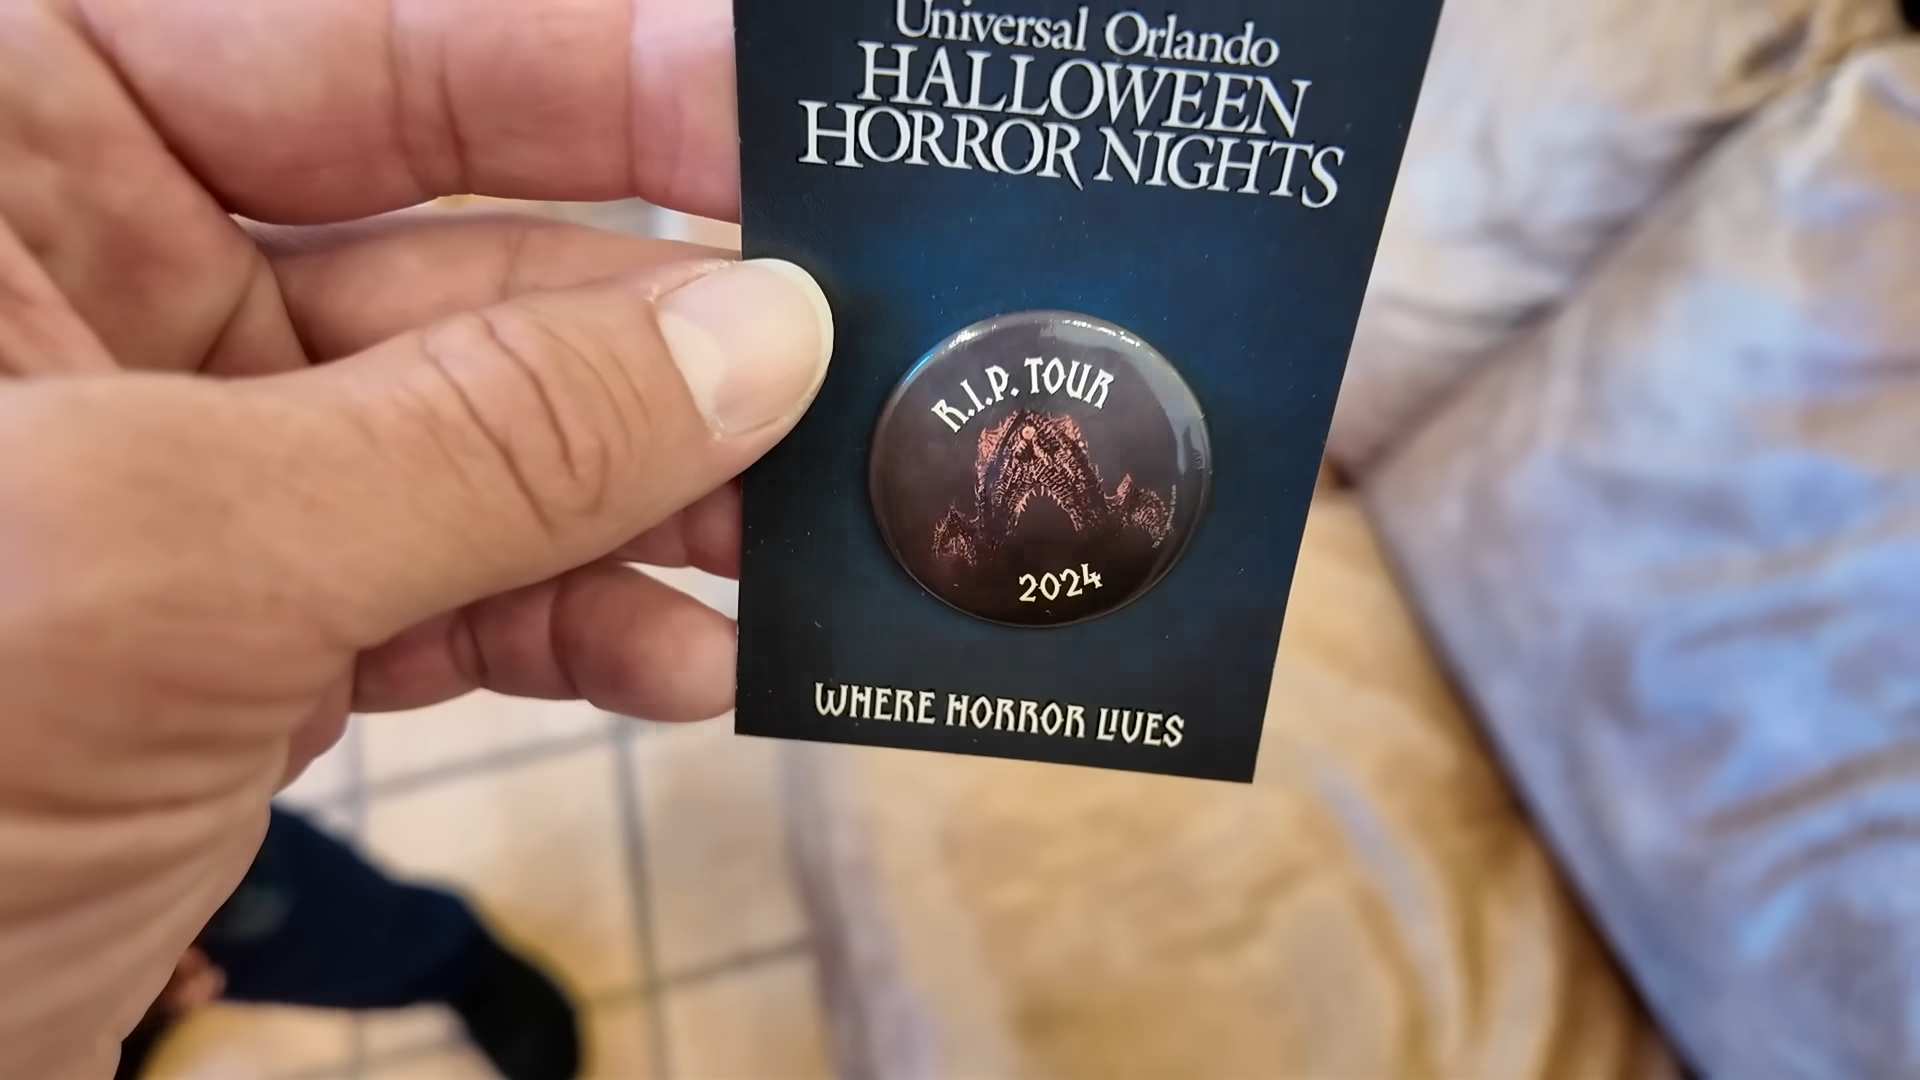 Universal Orlando
HALLOWEEN
HORROR NIGHTS
R.I.P. TOUR
2024
WHERE HORROR LIVES